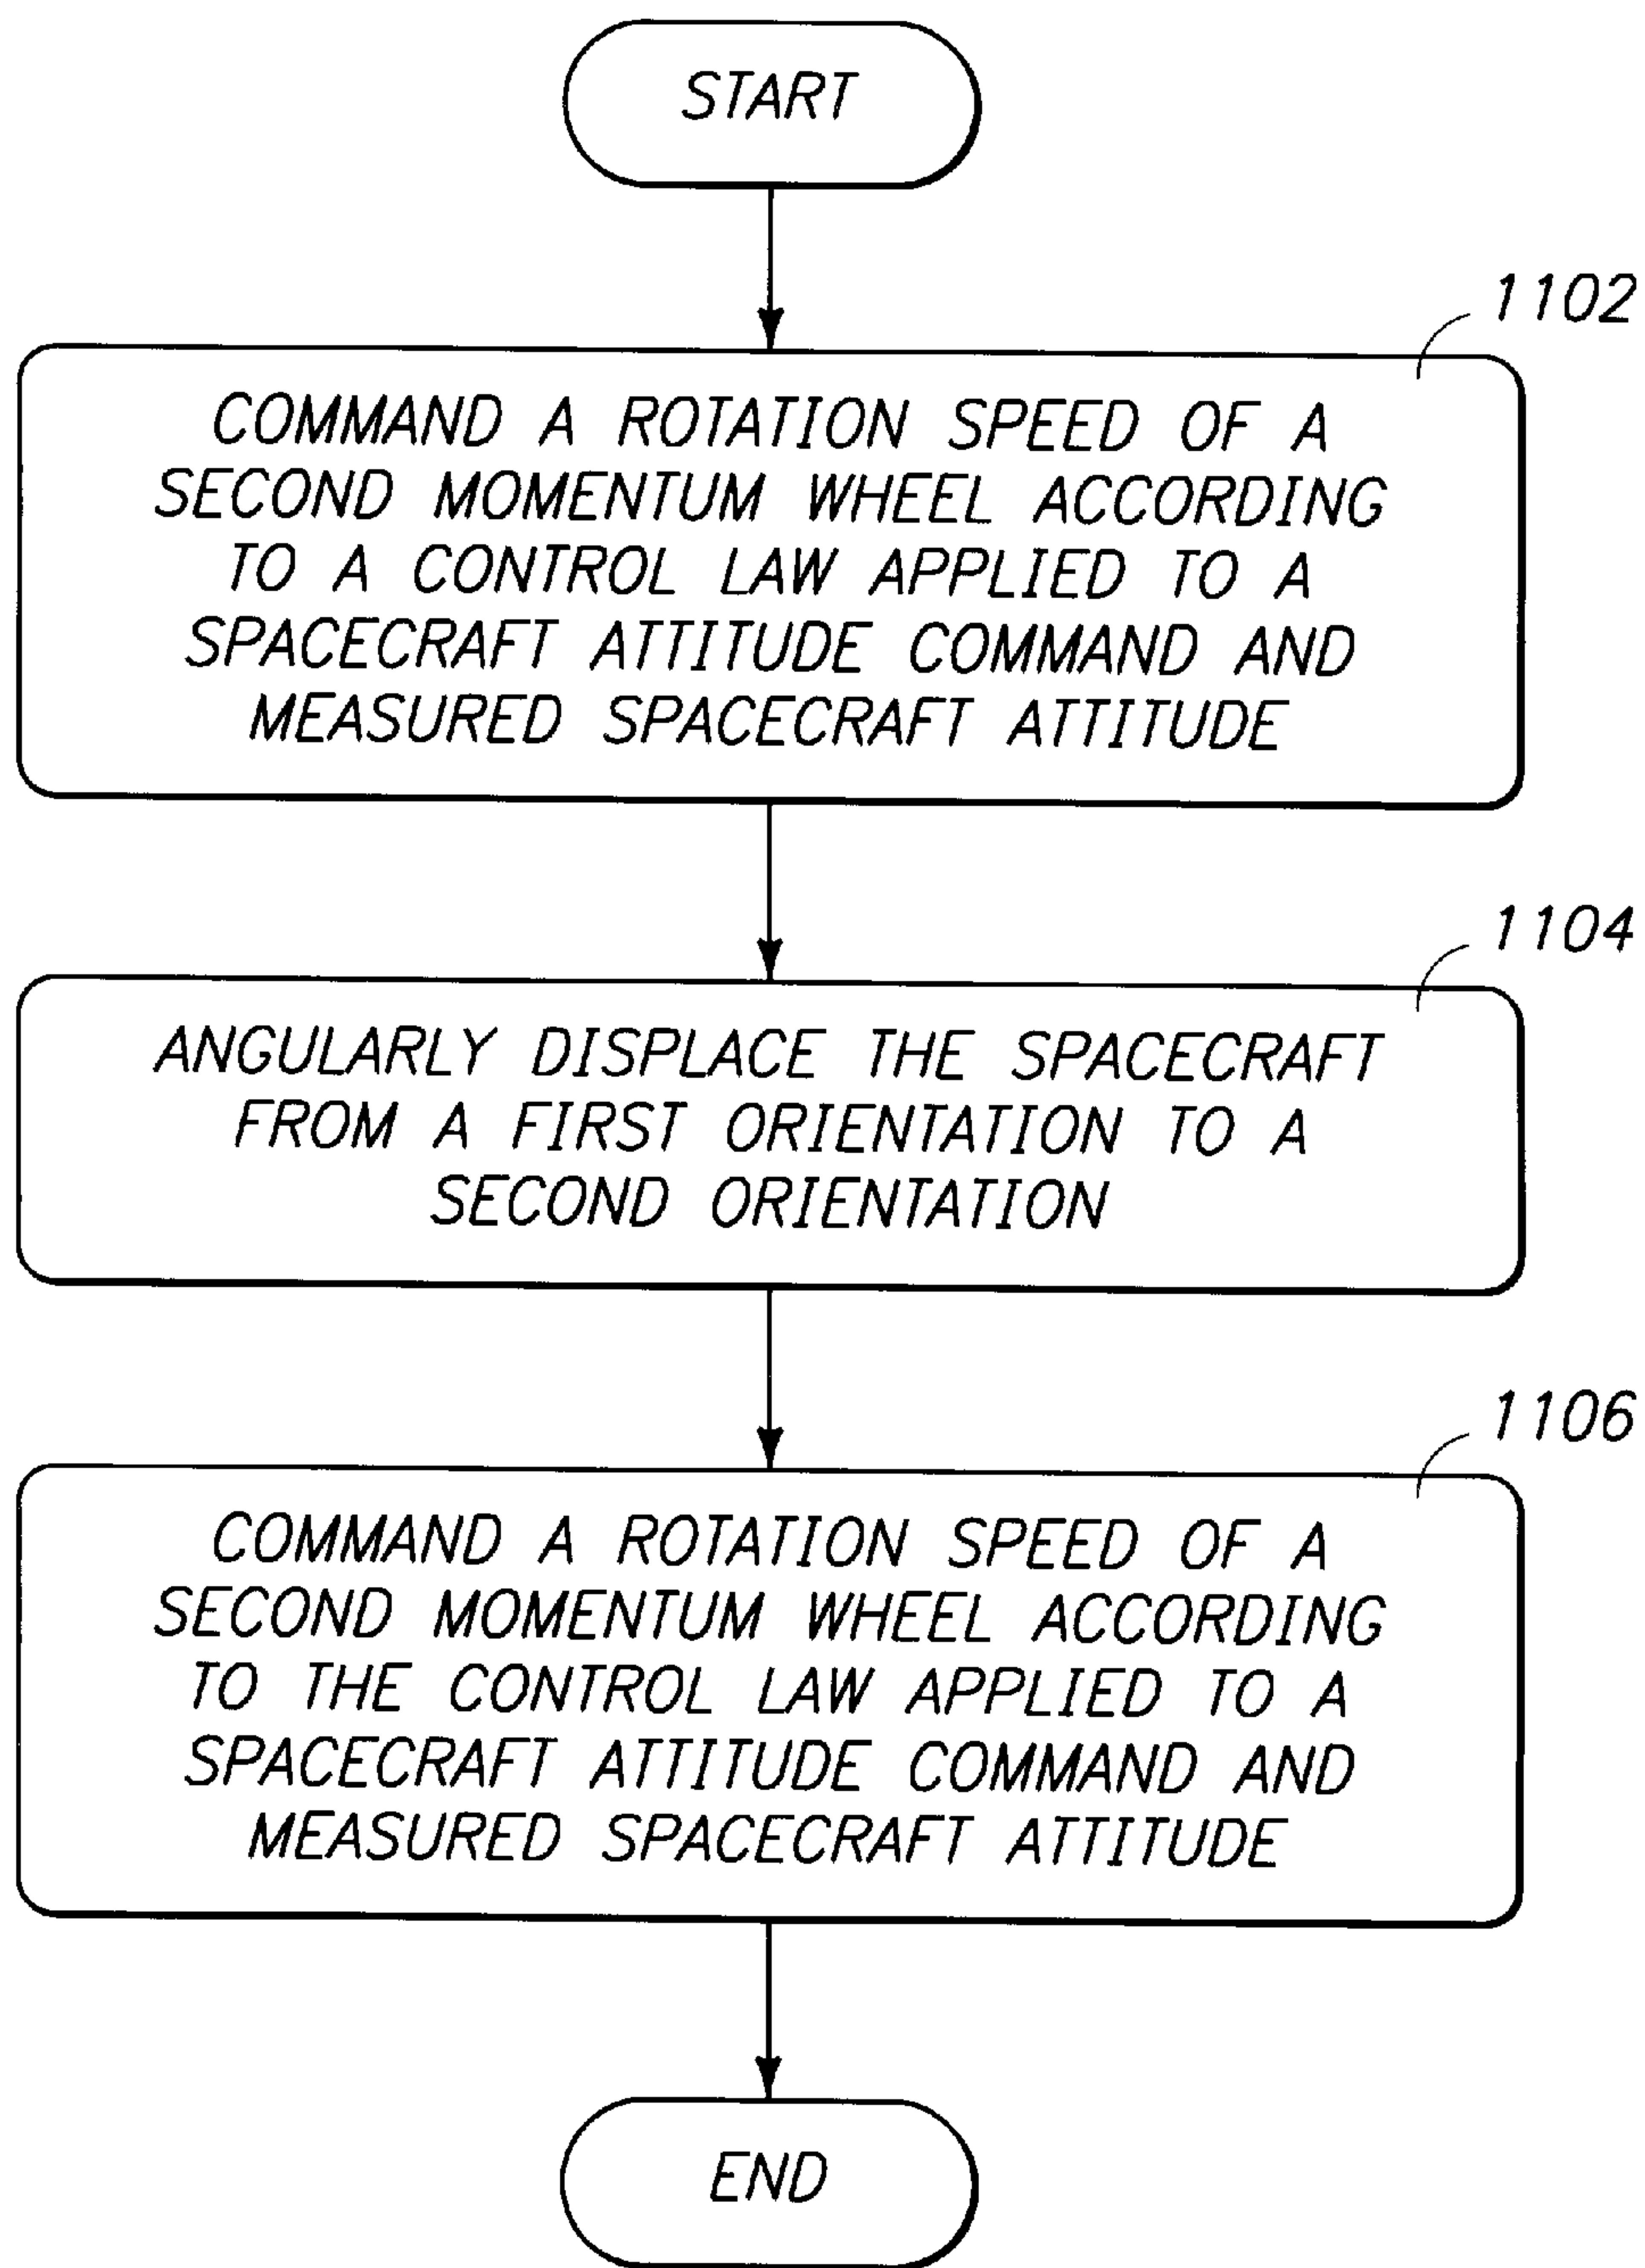 START
1102
COMMAND A ROTATION SPEED OF A
SECOND MOMENTUM WHEEL ACCORDING
TO A CONTROL LAW APPLIED TO A
SPACECRAFT ATTITUDE COMMAND AND
MEASURED SPACECRAFT ATTITUDE
1104
ANGULARLY DISPLACE THE SPACECRAFT
FROM A FIRST ORIENTATION TO A
SECOND ORIENTATION
1106
COMMAND A ROTATION SPEED OF A
SECOND MOMENTUM WHEEL ACCORDING
TO THE CONTROL LAW APPLIED TO A
SPACECRAFT ATTITUDE COMMAND AND
MEASURED SPACECRAFT ATTITUDE
END